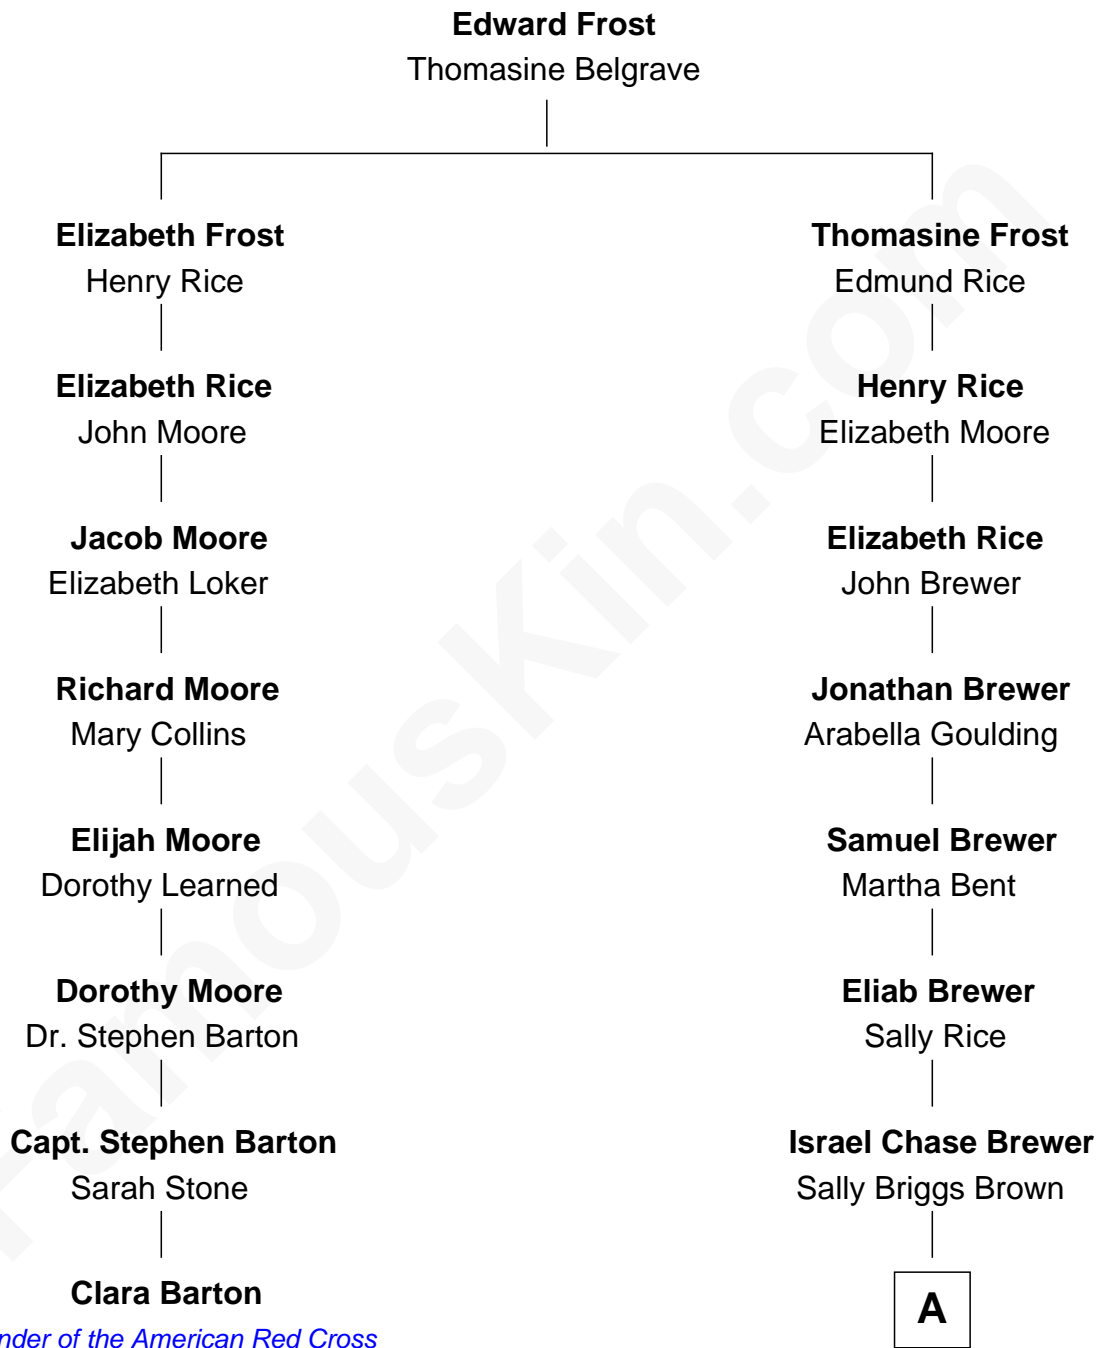 Edward Frost
Thomasine Belgrave
Elizabeth Frost
Henry Rice
Elizabeth Rice
John Moore
Jacob Moore
Elizabeth Loker
Richard Moore
Mary Collins
Elijah Moore
Dorothy Learned
Dorothy Moore
Dr. Stephen Barton
Capt. Stephen Barton
Sarah Stone
Clara Barton
nder of the American Red Cross
Thomasine Frost
Edmund Rice
Henry Rice
Elizabeth Moore
Elizabeth Rice
John Brewer
Jonathan Brewer
Arabella Goulding
Samuel Brewer
Martha Bent
Eliab Brewer
Sally Rice
Israel Chase Brewer
Sally Briggs Brown
A
FamousKin.com